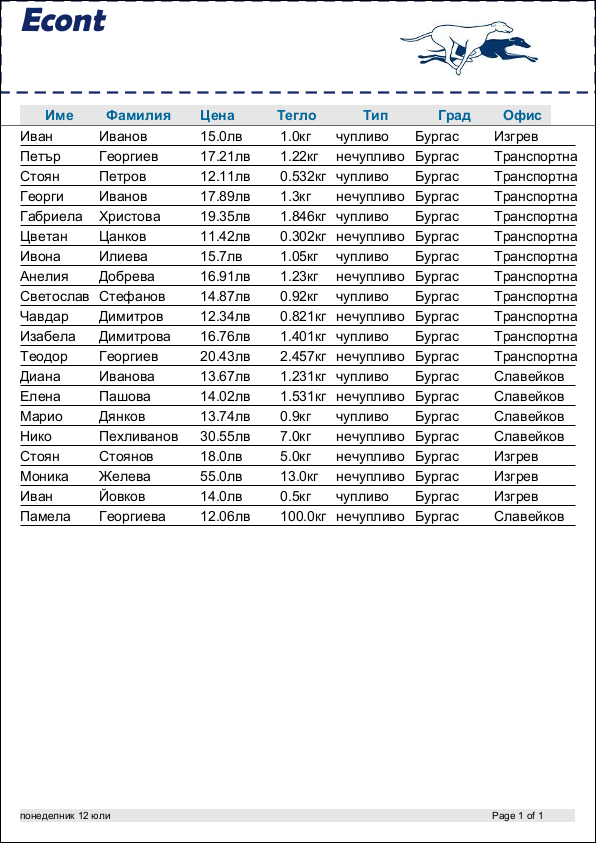 Econt
Име Фамилия Цена Тегло Тип Град Офис
Иван Иванов 15.0лв 1.0кг чупливо Бургас Изгрев
Петър Георгиев 17.21лв 1.22кг нечупливо Бургас Транспортна
Стоян Петров 12.11лв 0.532кг чупливо Бургас Транспортна
Георги Иванов 17.89лв 1.3кг нечупливо Бургас Транспортна
Габриела Христова 19.35лв 1.846кг чупливо Бургас Транспортна
Цветан Цанков 11.42лв 0.302кг нечупливо Бургас Транспортна
Ивона Илиева 15.7лв 1.05кг чупливо Бургас Транспортна
Анелия Добрева 16.91лв 1.23кг нечупливо Бургас Транспортна
Светослав Стефанов 14.87лв 0.92кг чупливо Бургас Транспортна
Чавдар Димитров 12.34лв 0.821кг нечупливо Бургас Транспортна
Изабела Димитрова 16.76лв 1.401кг чупливо Бургас Транспортна
Теодор Георгиев 20.43лв 2.457кг нечупливо Бургас Транспортна
Диана Иванова 13.67лв 1.231кг чупливо Бургас Славейков
Елена Пашова 14.02лв 1.531кг нечупливо Бургас Славейков
Марио Дянков 13.74лв 0.9кг чупливо Бургас Славейков
Нико Пехливанов 30.55лв 7.0кг нечупливо Бургас Славейков
Стоян Стоянов 18.0лв 5.0кг нечупливо Бургас Изгрев
Моника Желева 55.0лв 13.0кг нечупливо Бургас Изгрев
Иван Йовков 14.0лв 0.5кг чупливо Бургас Изгрев
Памела Георгиева 12.06лв 100.0кг нечупливо Бургас Славейков
понеделник 12 юли Page 1 of 1